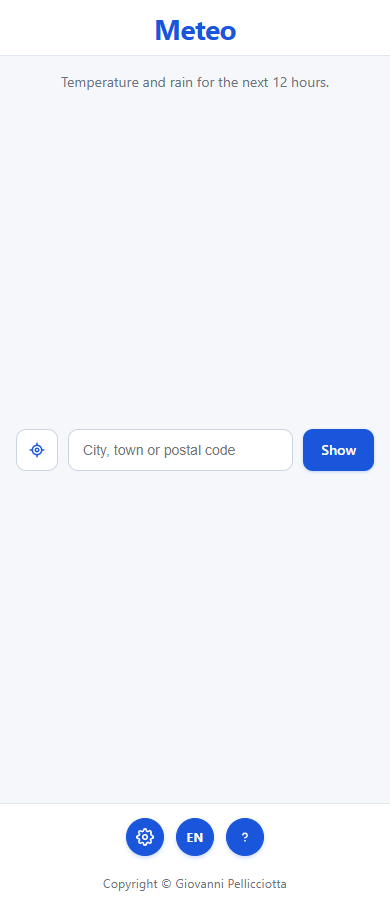 Meteo
Temperature and rain for the next 12 hours.
City, town or postal code
Show
EN
?
Copyright © Giovanni Pellicciotta